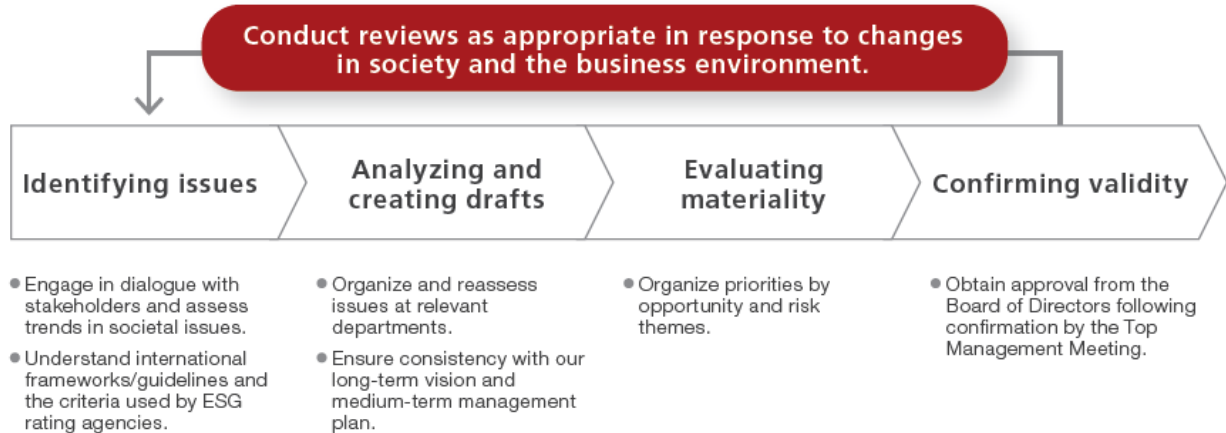 Conduct reviews as appropriate in response to changes
in society and the business environment.
Identifying issues
Analyzing and
creating drafts
Evaluating
materiality
Confirming validity
• Engage in dialogue with
stakeholders and assess
trends in societal issues.
• Understand international
frameworks/guidelines and
the criteria used by ESG
rating agencies.
• Organize and reassess
issues at relevant
departments.
• Ensure consistency with our
long-term vision and
medium-term management
plan.
• Organize priorities by
opportunity and risk
themes.
• Obtain approval from the
Board of Directors following
confirmation by the Top
Management Meeting.